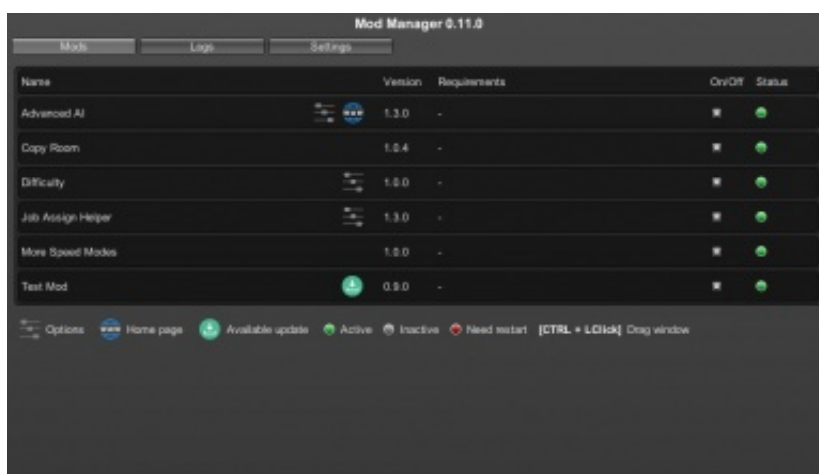 Mod Manager 0.11.0
Mods Logs Settings
Name Version Requirements On/Off Status
Advanced AI 1.3.0 -
Copy Room 1.0.4 -
Difficulty 1.0.0 -
Job Assign Helper 1.3.0 -
More Speed Modes 1.0.0 -
Test Mod 0.9.0 -
Options Home page Available update Active Inactive Need restart [CTRL + LClick] Drag window